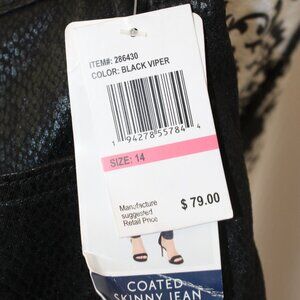 ITEM#: 286430
COLOR: BLACK VIPER
1 94278 55784 4
SIZE: 14
Manufacture
suggested
Retail Price
$ 79.00
COATED
SKINNY JEAN